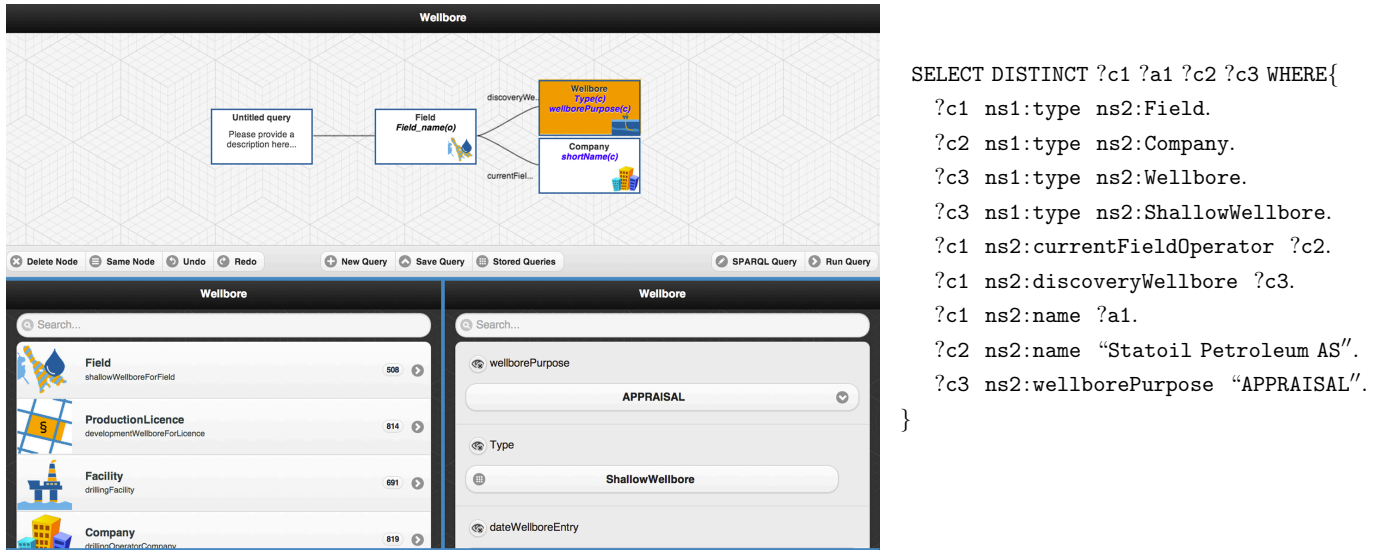 Wellbore
Untitled query
Please provide a
description here...
Field
Field_name(o)
discoveryWe...
Wellbore
Type(c)
wellborePurpose(c)
Company
shortName(c)
currentFiel...
Delete Node
Same Node
Undo
Redo
New Query
Save Query
Stored Queries
SPARQL Query
Run Query
Wellbore
Search...
Field
shallowWellboreForField
508
§
ProductionLicence
developmentWellboreForLicence
814
Facility
drillingFacility
691
Company
drillingOperatorCompany
819
Wellbore
Search...
wellborePurpose
APPRAISAL
Type
ShallowWellbore
dateWellboreEntry
SELECT DISTINCT ?c1 ?a1 ?c2 ?c3 WHERE{
?c1 ns1:type ns2:Field.
?c2 ns1:type ns2:Company.
?c3 ns1:type ns2:Wellbore.
?c3 ns1:type ns2:ShallowWellbore.
?c1 ns2:currentFieldOperator ?c2.
?c1 ns2:discoveryWellbore ?c3.
?c1 ns2:name ?a1.
?c2 ns2:name “Statoil Petroleum AS″.
?c3 ns2:wellborePurpose “APPRAISAL″.
}